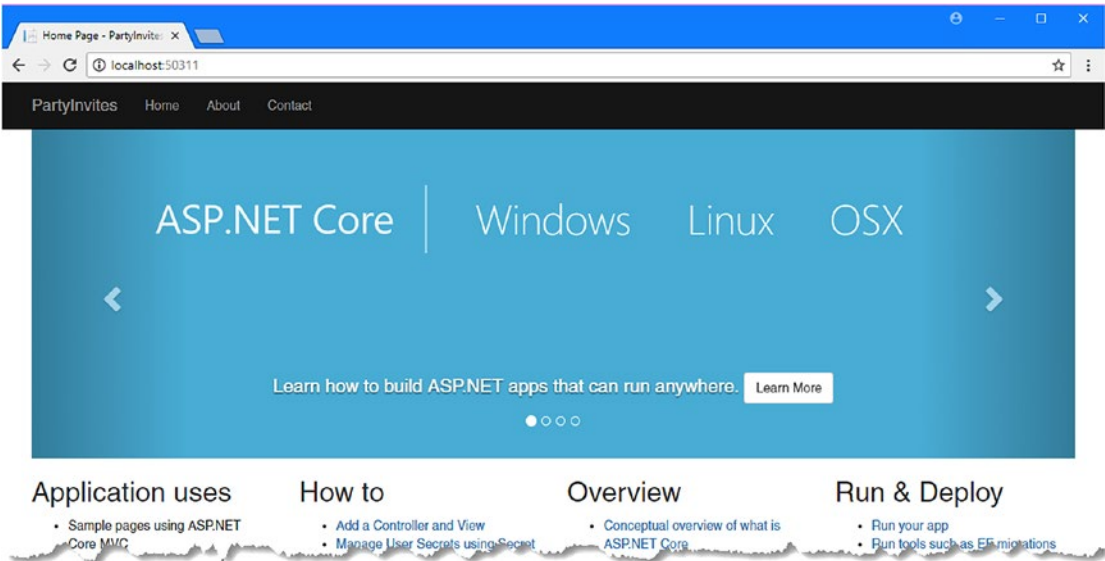 Home Page - PartyInvites
localhost:50311
PartyInvites Home About Contact
ASP.NET Core Windows Linux OSX
Learn how to build ASP.NET apps that can run anywhere. Learn More
Application uses
• Sample pages using ASP.NET
Core MVC
How to
• Add a Controller and View
• Manage User Secrets using Secret
Overview
• Conceptual overview of what is
ASP.NET Core
Run & Deploy
• Run your app
• Run tools such as EF migrations